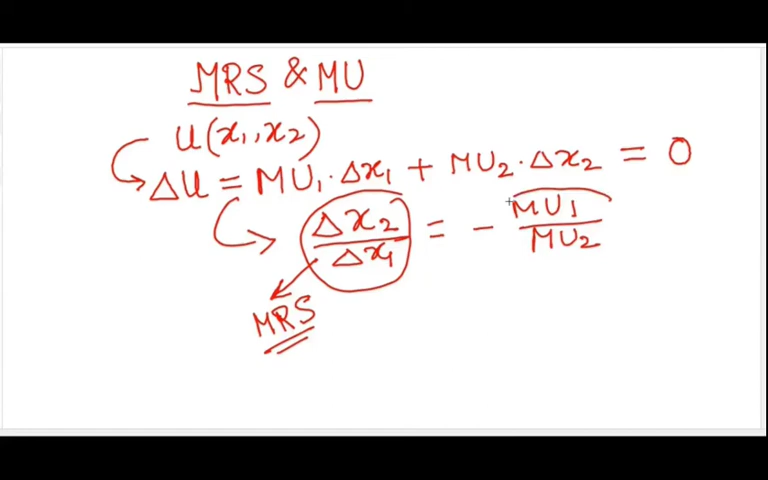 MRS & MU
U(x₁,x₂)
ΔU = MU₁·Δx₁ + MU₂·Δx₂ = 0
Δx₂/Δx₁ = - MU₁/MU₂
MRS